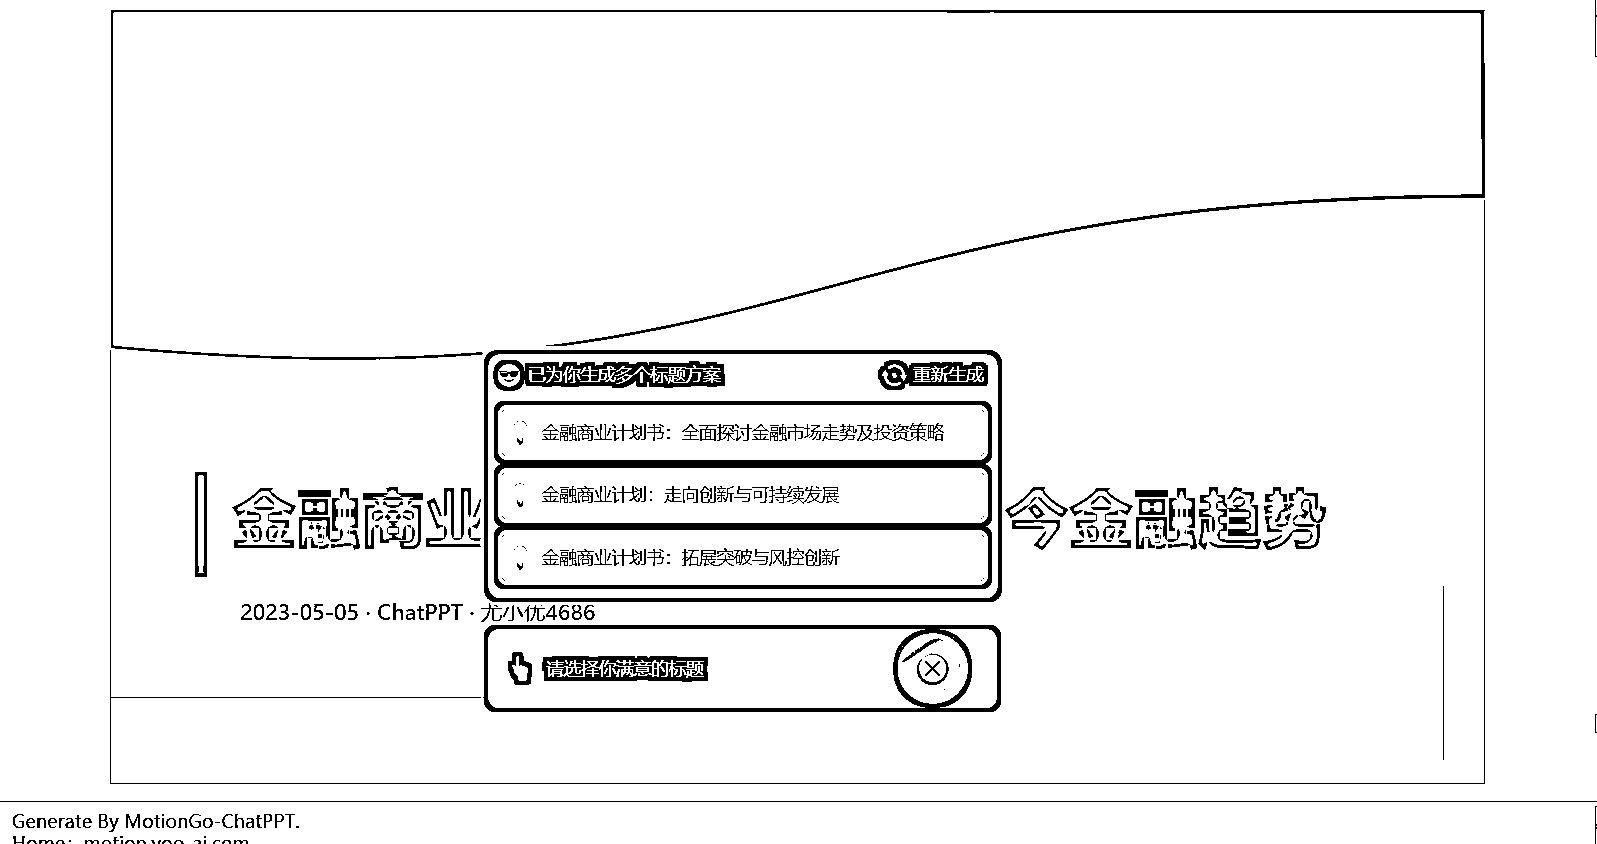 已为你生成多个标题方案 重新生成
金融商业计划书：全面探讨金融市场走势及投资策略
金融商业计划：走向创新与可持续发展
金融商业计划书：拓展突破与风控创新
金融商业 今金融趋势
2023-05-05 · ChatPPT · 尤小优4686
请选择你满意的标题
Generate By MotionGo-ChatPPT.
Home：motion.yoo-ai.com